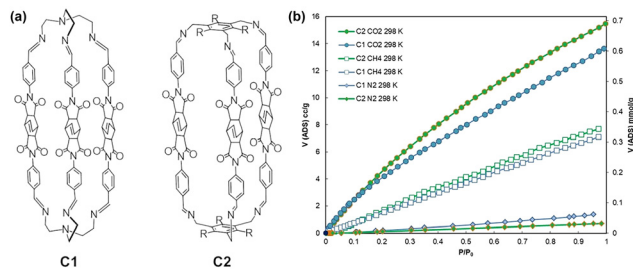 (a)
N
N
N
N
N
N
N
N
O
O
O
O
O
O
N
N
N
O
O
O
O
O
O
N
N
N
N
N
N
C1
R
R
R
N
N
N
N
N
N
O
O
O
O
O
O
N
N
N
O
O
O
O
O
O
N
N
N
R
R
R
C2
(b)
16
14
12
10
8
6
4
2
0
V (ADS) cc/g
C2 CO2 298 K
C1 CO2 298 K
C2 CH4 298 K
C1 CH4 298 K
C1 N2 298 K
C2 N2 298 K
0.7
0.6
0.5
0.4
0.3
0.2
0.1
0
V (ADS) mmol/g
0 0.1 0.2 0.3 0.4 0.5 0.6 0.7 0.8 0.9 1
P/P0